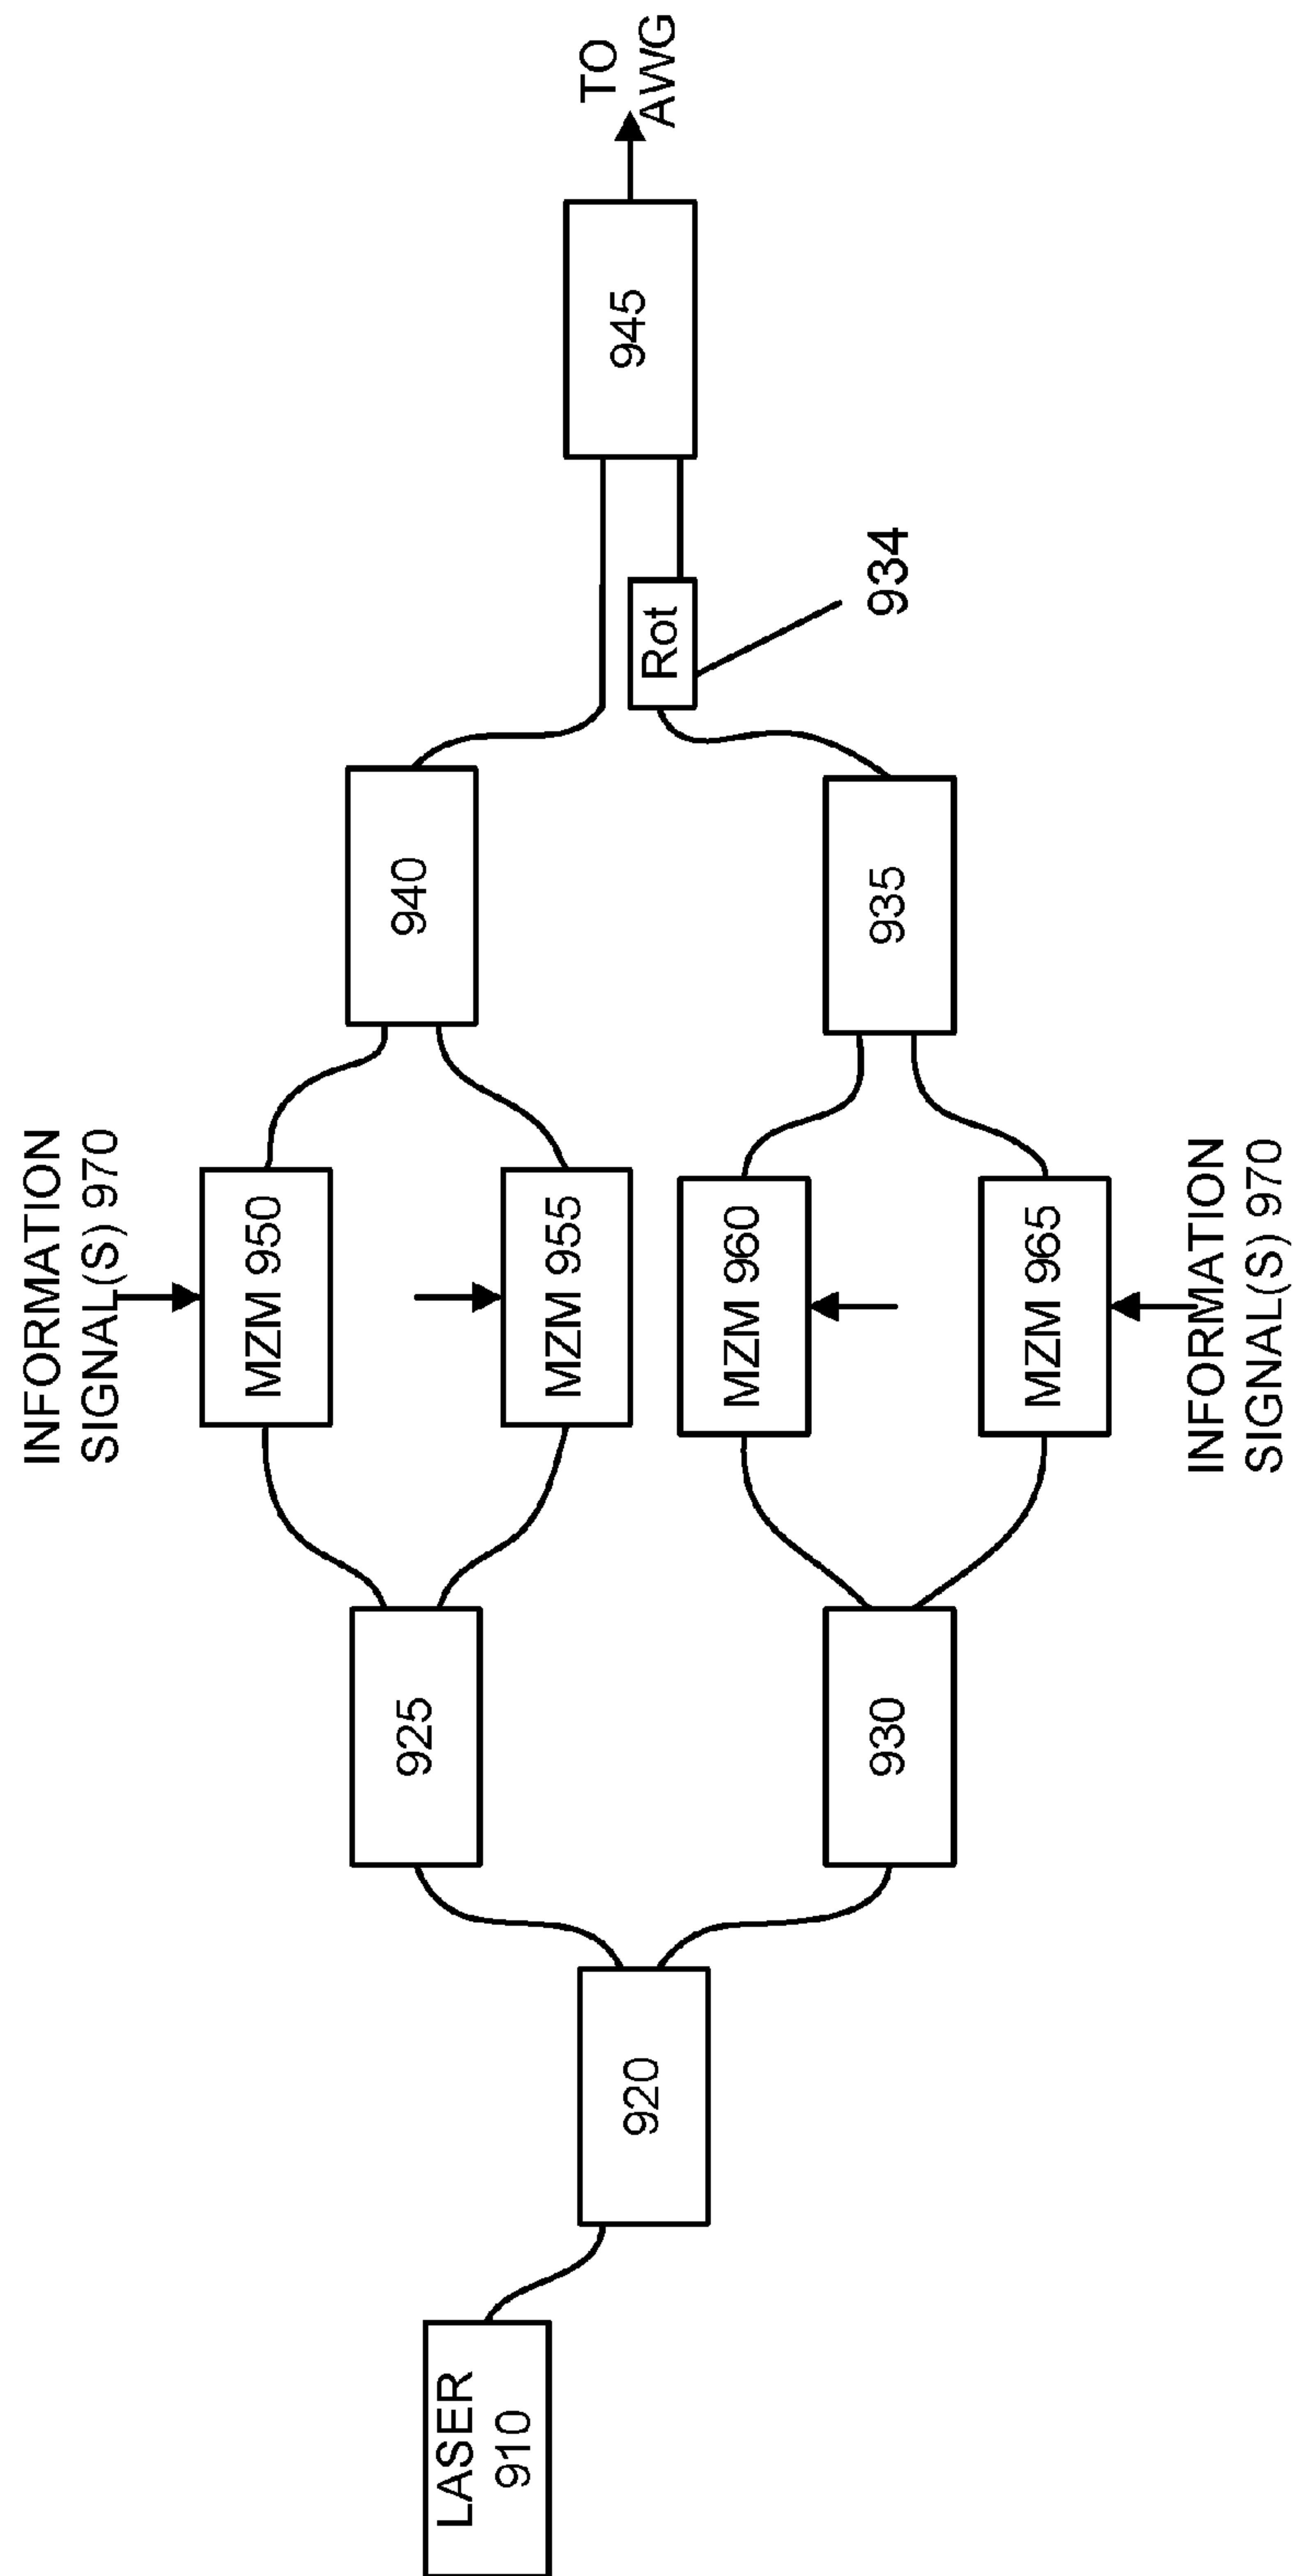 INFORMATION
SIGNAL(S) 970
LASER
910
920
925
930
MZM 950
MZM 955
MZM 960
MZM 965
940
935
Rot
934
945
TO
AWG
INFORMATION
SIGNAL(S) 970